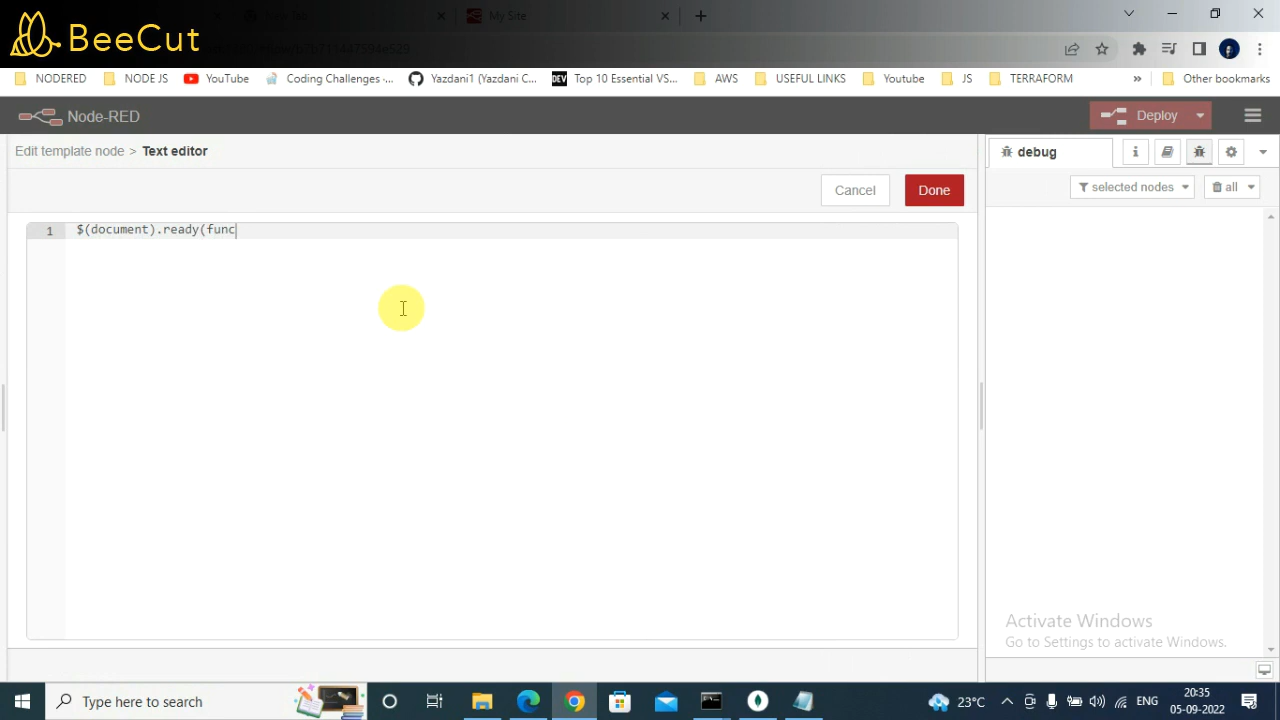 BeeCut
My Site
NODERED
NODE JS
YouTube
Coding Challenges -...
Yazdani1 (Yazdani C...
DEV
Top 10 Essential VS...
AWS
USEFUL LINKS
Youtube
JS
TERRAFORM
»
Other bookmarks
Node-RED
Deploy
Edit template node > Text editor
debug
Cancel
Done
selected nodes
all
1 $(document).ready(func
Activate Windows
Go to Settings to activate Windows.
Type here to search
23°C
ENG
20:35
05-09-2022